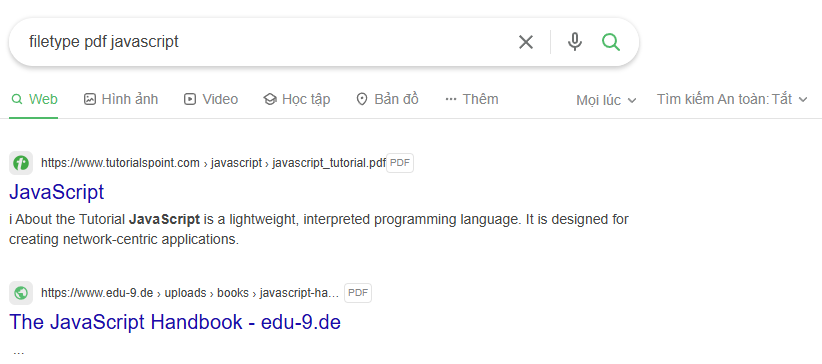 filetype pdf javascript
Web Hình ảnh Video Học tập Bản đồ Thêm Mọi lúc Tìm kiếm An toàn: Tắt
https://www.tutorialspoint.com › javascript › javascript_tutorial.pdf PDF
JavaScript
i About the Tutorial JavaScript is a lightweight, interpreted programming language. It is designed for
creating network-centric applications.
https://www.edu-9.de › uploads › books › javascript-ha... PDF
The JavaScript Handbook - edu-9.de
...